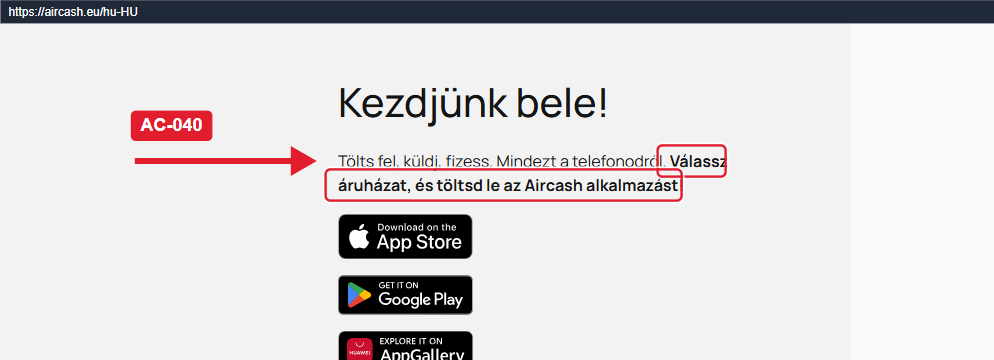 https://aircash.eu/hu-HU
Kezdjünk bele!
AC-040
Tölts fel, küldj, fizess. Mindezt a telefonodról. Válassz
áruházat, és töltsd le az Aircash alkalmazást
Download on the
App Store
GET IT ON
Google Play
HUAWEI
EXPLORE IT ON
AppGallery